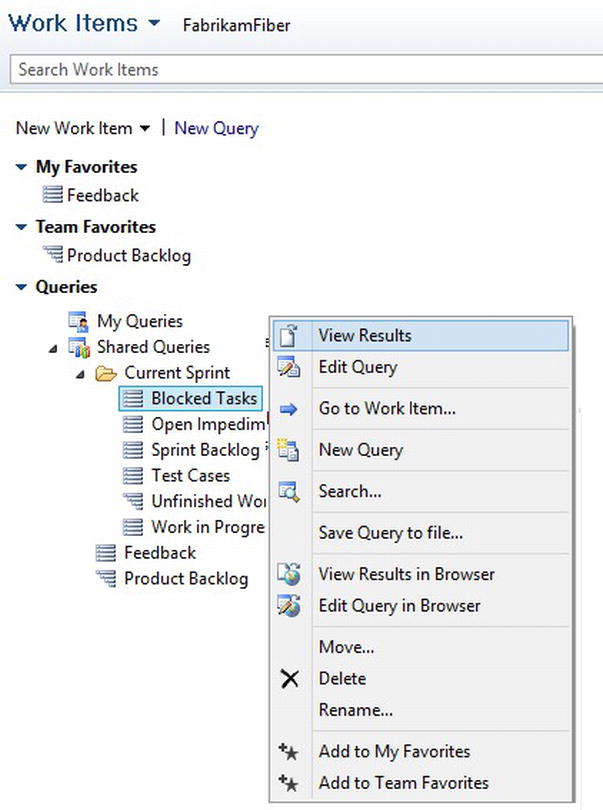 Work Items FabrikamFiber
Search Work Items
New Work Item | New Query
My Favorites
Feedback
Team Favorites
Product Backlog
Queries
My Queries
Shared Queries
Current Sprint
Blocked Tasks
Open Impedim
Sprint Backlog
Test Cases
Unfinished Wor
Work in Progre
Feedback
Product Backlog
View Results
Edit Query
Go to Work Item...
New Query
Search...
Save Query to file...
View Results in Browser
Edit Query in Browser
Move...
Delete
Rename...
Add to My Favorites
Add to Team Favorites